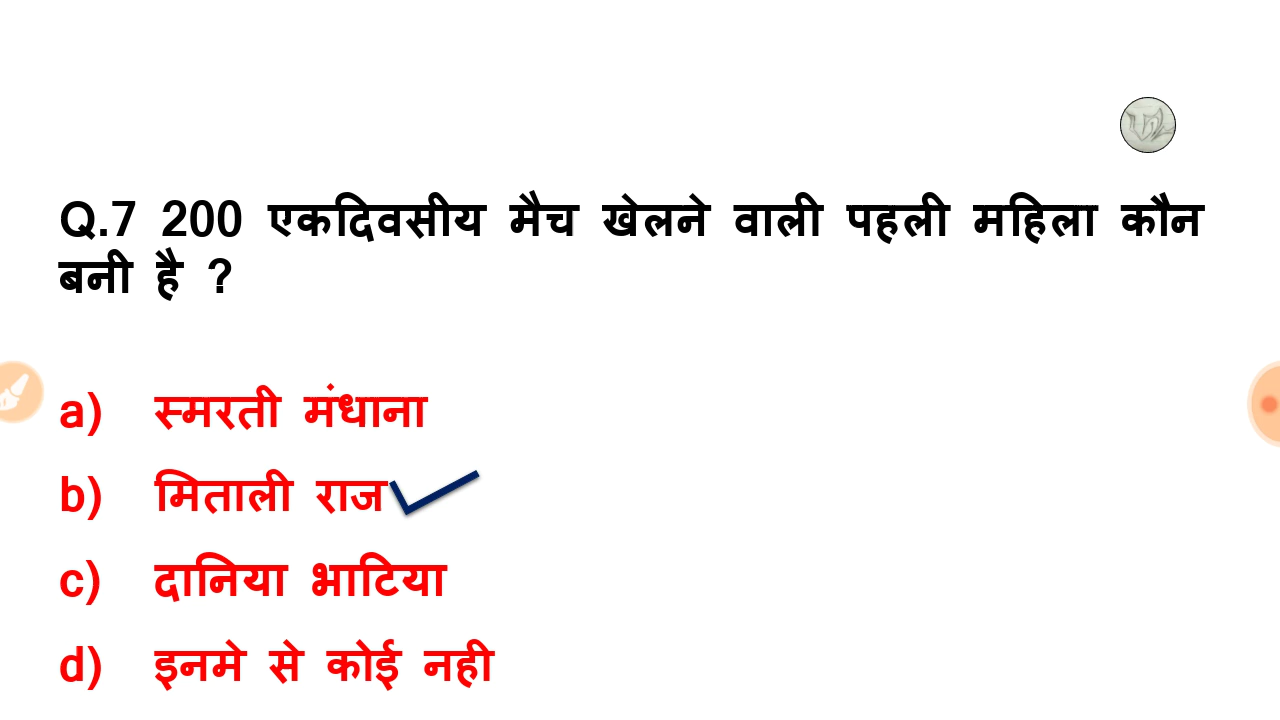 Q.7 200 एकदिवसीय मैच खेलने वाली पहली महिला कौन
बनी है ?
a) स्मरती मंधाना
b) मिताली राज
c) दानिया भाटिया
d) इनमे से कोई नही